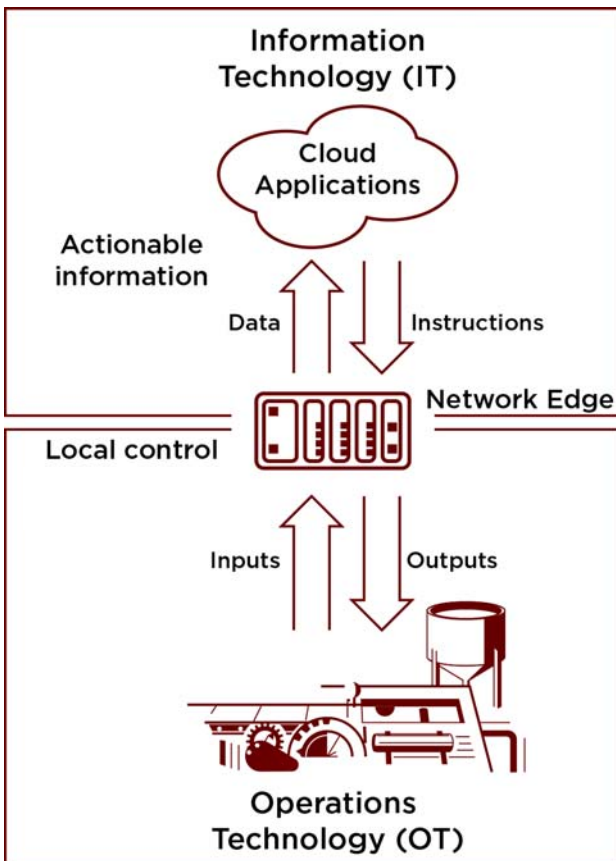 Information
Technology (IT)
Cloud
Applications
Actionable
information
Data
Instructions
Network Edge
Local control
Inputs
Outputs
Operations
Technology (OT)